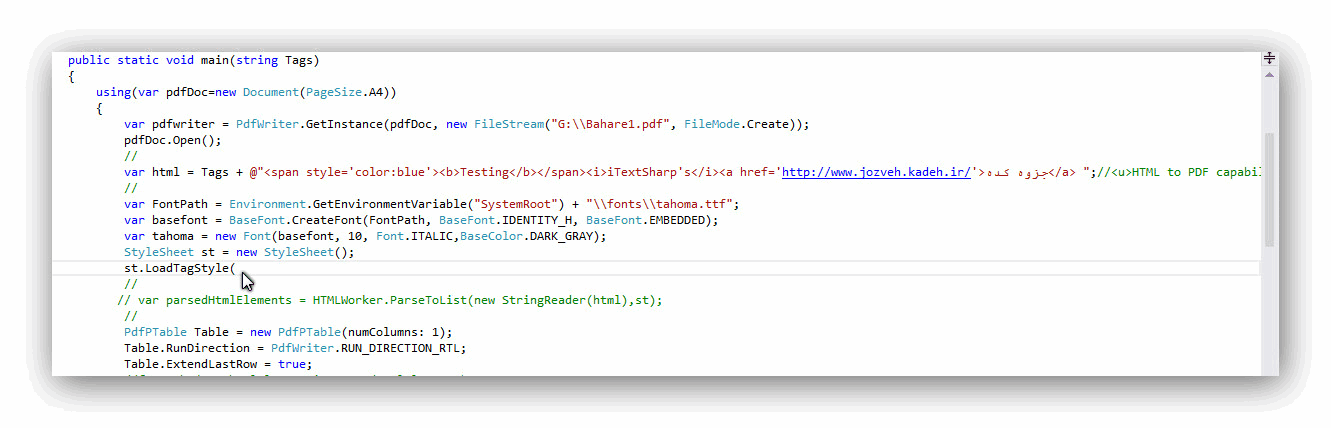 public static void main(string Tags)
{
using(var pdfDoc=new Document(PageSize.A4))
{
var pdfwriter = PdfWriter.GetInstance(pdfDoc, new FileStream("G:\\Bahare1.pdf", FileMode.Create));
pdfDoc.Open();
//
var html = Tags + @"<span style='color:blue'><b>Testing</b></span><i>iTextSharp's</i><a href='http://www.jozveh.kadeh.ir/'>جزوه کده</a> ";//<u>HTML to PDF capabil
//
var FontPath = Environment.GetEnvironmentVariable("SystemRoot") + "\\fonts\\tahoma.ttf";
var basefont = BaseFont.CreateFont(FontPath, BaseFont.IDENTITY_H, BaseFont.EMBEDDED);
var tahoma = new Font(basefont, 10, Font.ITALIC,BaseColor.DARK_GRAY);
StyleSheet st = new StyleSheet();
st.LoadTagStyle(
//
// var parsedHtmlElements = HTMLWorker.ParseToList(new StringReader(html),st);
//
PdfPTable Table = new PdfPTable(numColumns: 1);
Table.RunDirection = PdfWriter.RUN_DIRECTION_RTL;
Table.ExtendLastRow = true;